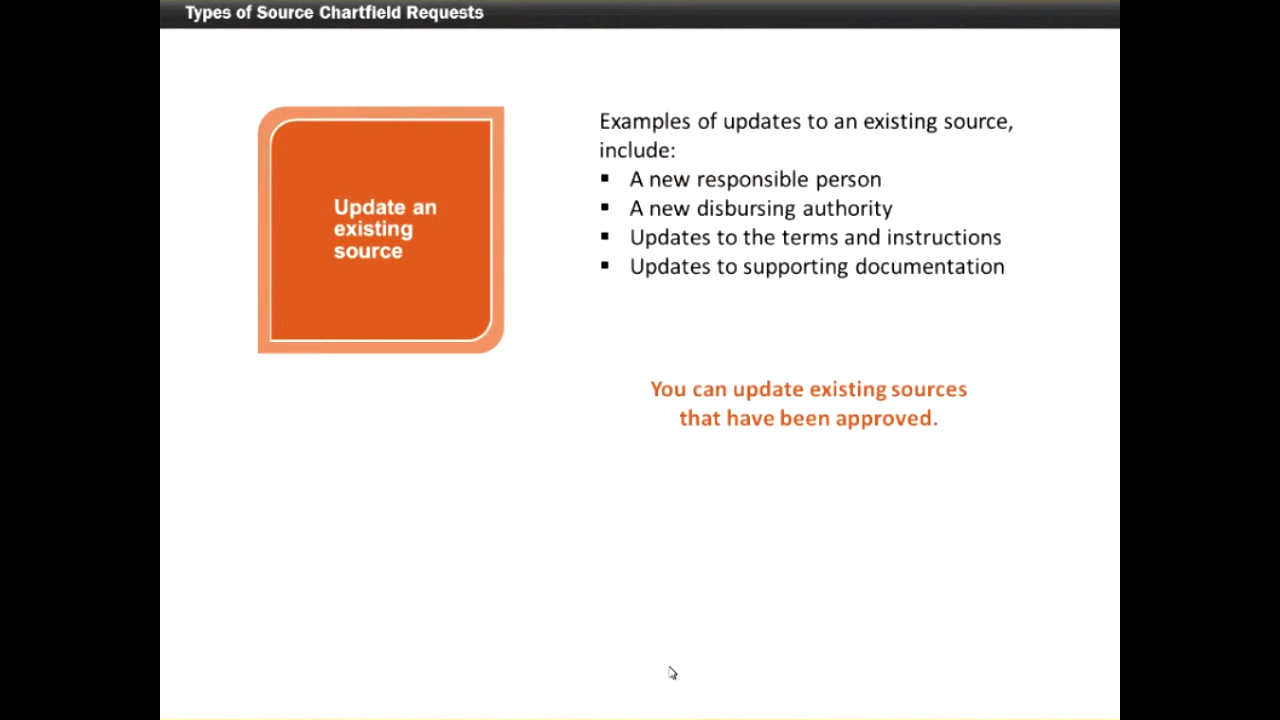 Types of Source Chartfield Requests
Update an
existing
source
Examples of updates to an existing source,
include:
▪ A new responsible person
▪ A new disbursing authority
▪ Updates to the terms and instructions
▪ Updates to supporting documentation
You can update existing sources
that have been approved.